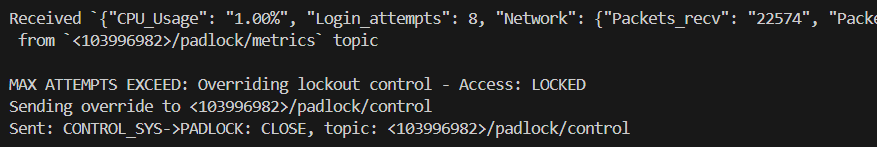 Received `{"CPU_Usage": "1.00%", "Login_attempts": 8, "Network": {"Packets_recv": "22574", "Packe
from `<103996982>/padlock/metrics` topic
MAX ATTEMPTS EXCEED: Overriding lockout control - Access: LOCKED
Sending override to <103996982>/padlock/control
Sent: CONTROL_SYS->PADLOCK: CLOSE, topic: <103996982>/padlock/control